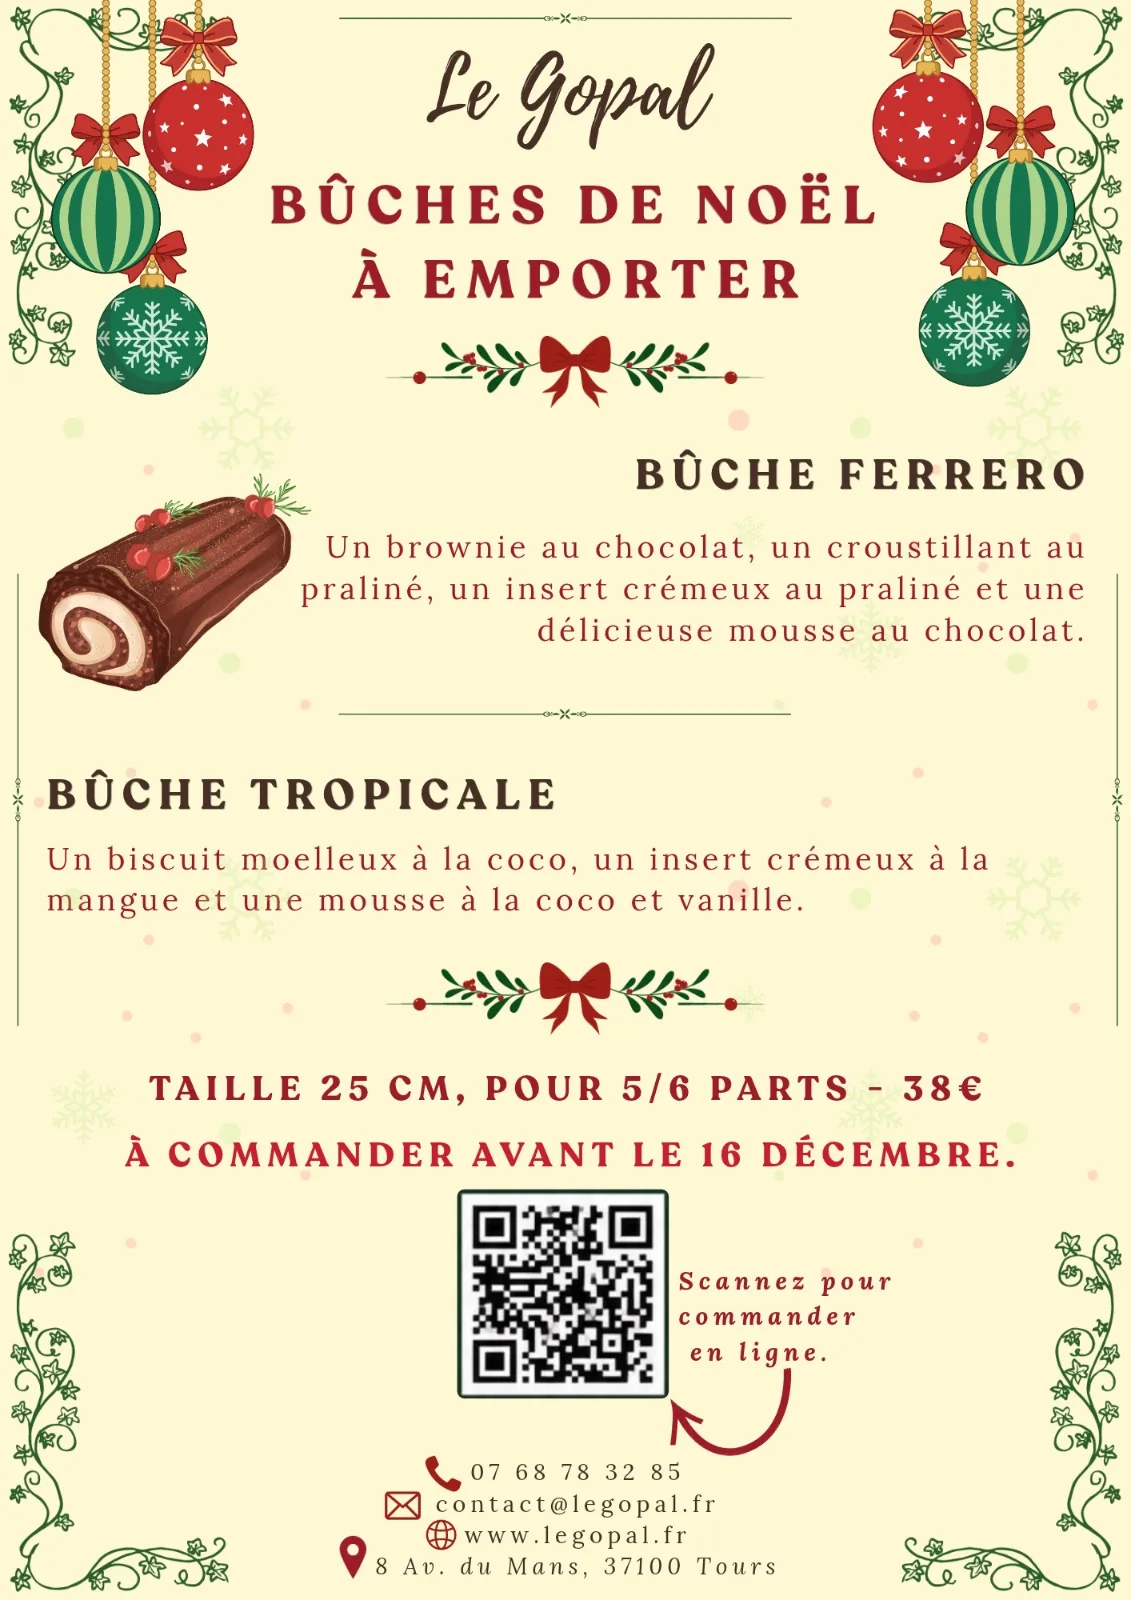 Le Gopal
BÛCHES DE NOËL
À EMPORTER
BÛCHE FERRERO
Un brownie au chocolat, un croustillant au
praliné, un insert crémeux au praliné et une
délicieuse mousse au chocolat.
BÛCHE TROPICALE
Un biscuit moelleux à la coco, un insert crémeux à la
mangue et une mousse à la coco et vanille.
TAILLE 25 CM, POUR 5/6 PARTS - 38€
À COMMANDER AVANT LE 16 DÉCEMBRE.
Scannez pour
commander
en ligne.
07 68 78 32 85
contact@legopal.fr
www.legopal.fr
8 Av. du Mans, 37100 Tours